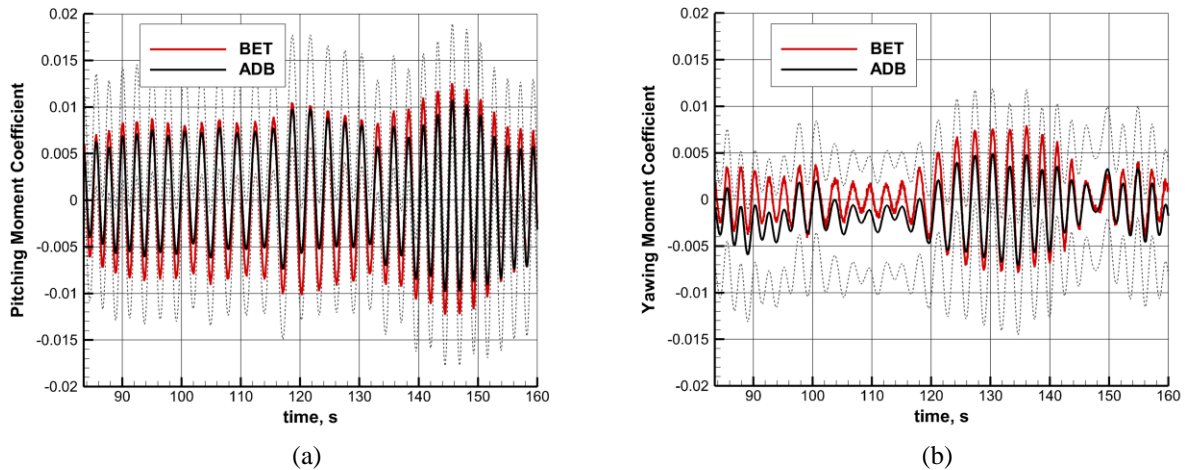 0.02
0.015
0.01
0.005
0
-0.005
-0.01
-0.015
-0.02
Pitching Moment Coefficient
BET
ADB
90 100 110 120 130 140 150 160
time, s
(a)
0.02
0.015
0.01
0.005
0
-0.005
-0.01
-0.015
-0.02
Yawing Moment Coefficient
BET
ADB
90 100 110 120 130 140 150 160
time, s
(b)